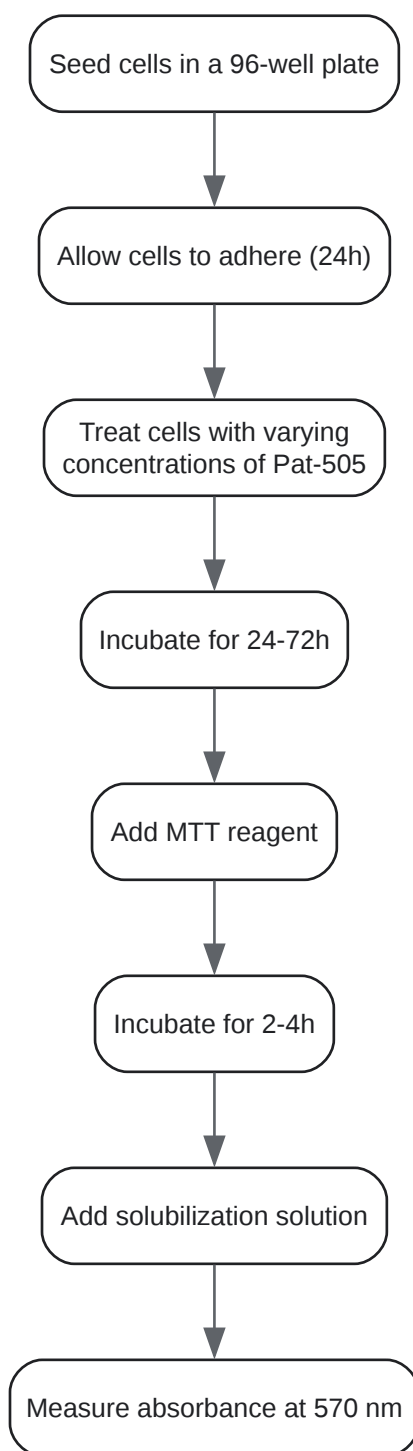 Seed cells in a 96-well plate
Allow cells to adhere (24h)
Treat cells with varying
concentrations of Pat-505
Incubate for 24-72h
Add MTT reagent
Incubate for 2-4h
Add solubilization solution
Measure absorbance at 570 nm